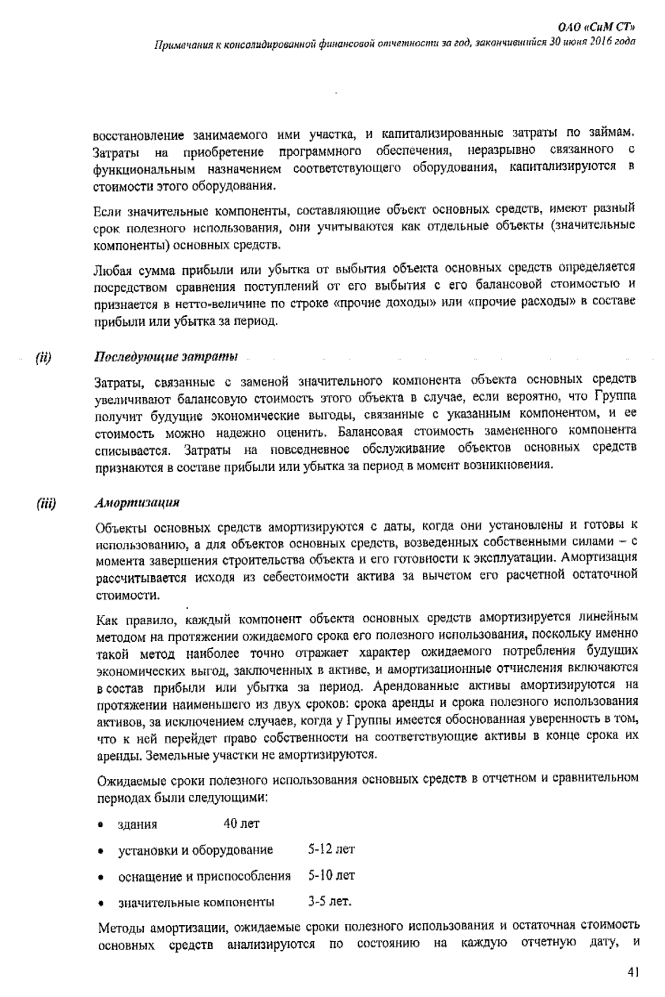 ОАО «СиМ СТ»
Примечания к консолидированной финансовой отчетности за год, закончившийся 30 июня 2016 года
восстановление занимаемого ими участка, и капитализированные затраты по займам.
Затраты на приобретение программного обеспечения, неразрывно связанного с
функциональным назначением соответствующего оборудования, капитализируются в
стоимости этого оборудования.
Если значительные компоненты, составляющие объект основных средств, имеют разный
срок полезного использования, они учитываются как отдельные объекты (значительные
компоненты) основных средств.
Любая сумма прибыли или убытка от выбытия объекта основных средств определяется
посредством сравнения поступлений от его выбытия с его балансовой стоимостью и
признается в нетто-величине по строке «прочие доходы» или «прочие расходы» в составе
прибыли или убытка за период.
(ii) Последующие затраты
Затраты, связанные с заменой значительного компонента объекта основных средств
увеличивают балансовую стоимость этого объекта в случае, если вероятно, что Группа
получит будущие экономические выгоды, связанные с указанным компонентом, и ее
стоимость можно надежно оценить. Балансовая стоимость замененного компонента
списывается. Затраты на повседневное обслуживание объектов основных средств
признаются в составе прибыли или убытка за период в момент возникновения.
(iii) Амортизация
Объекты основных средств амортизируются с даты, когда они установлены и готовы к
использованию, а для объектов основных средств, возведенных собственными силами – с
момента завершения строительства объекта и его готовности к эксплуатации. Амортизация
рассчитывается исходя из себестоимости актива за вычетом его расчетной остаточной
стоимости.
Как правило, каждый компонент объекта основных средств амортизируется линейным
методом на протяжении ожидаемого срока его полезного использования, поскольку именно
такой метод наиболее точно отражает характер ожидаемого потребления будущих
экономических выгод, заключенных в активе, и амортизационные отчисления включаются
в состав прибыли или убытка за период. Арендованные активы амортизируются на
протяжении наименьшего из двух сроков: срока аренды и срока полезного использования
активов, за исключением случаев, когда у Группы имеется обоснованная уверенность в том,
что к ней перейдет право собственности на соответствующие активы в конце срока их
аренды. Земельные участки не амортизируются.
Ожидаемые сроки полезного использования основных средств в отчетном и сравнительном
периодах были следующими:
• здания 40 лет
• установки и оборудование 5-12 лет
• оснащение и приспособления 5-10 лет
• значительные компоненты 3-5 лет.
Методы амортизации, ожидаемые сроки полезного использования и остаточная стоимость
основных средств анализируются по состоянию на каждую отчетную дату, и
41